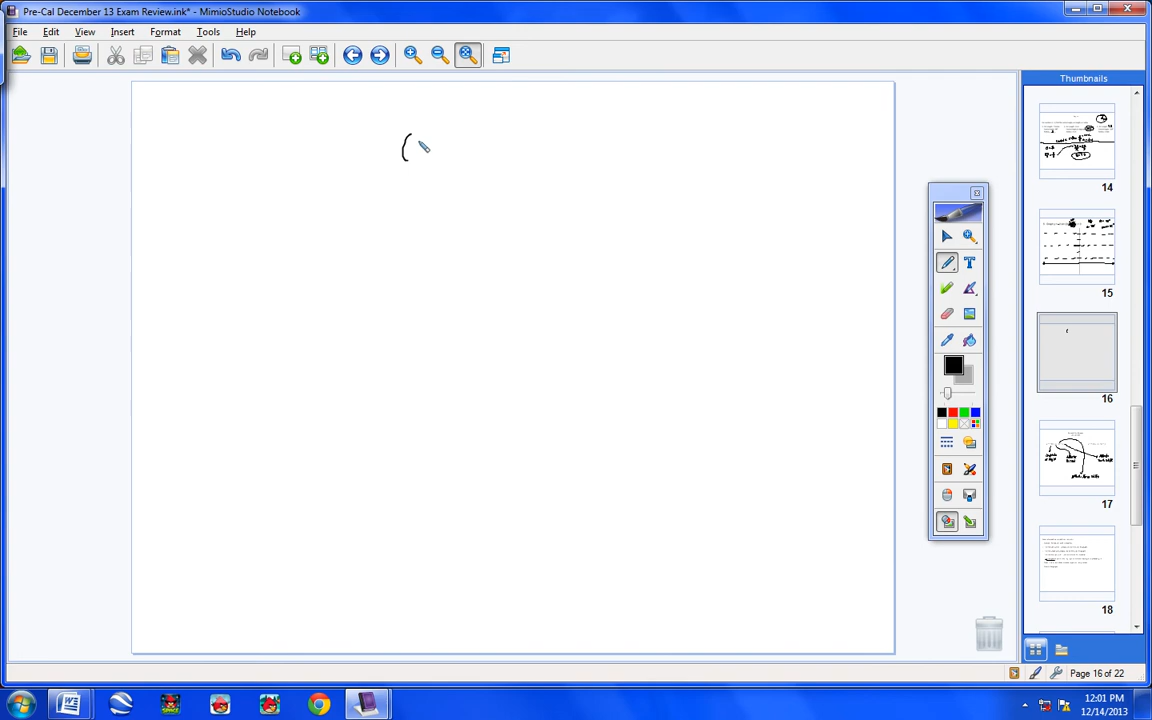 Pre-Cal December 13 Exam Review.ink* - MimioStudio Notebook
File Edit View Insert Format Tools Help
Thumbnails
(
14
15
16
17
18
Page 16 of 22
12:01 PM
12/14/2013